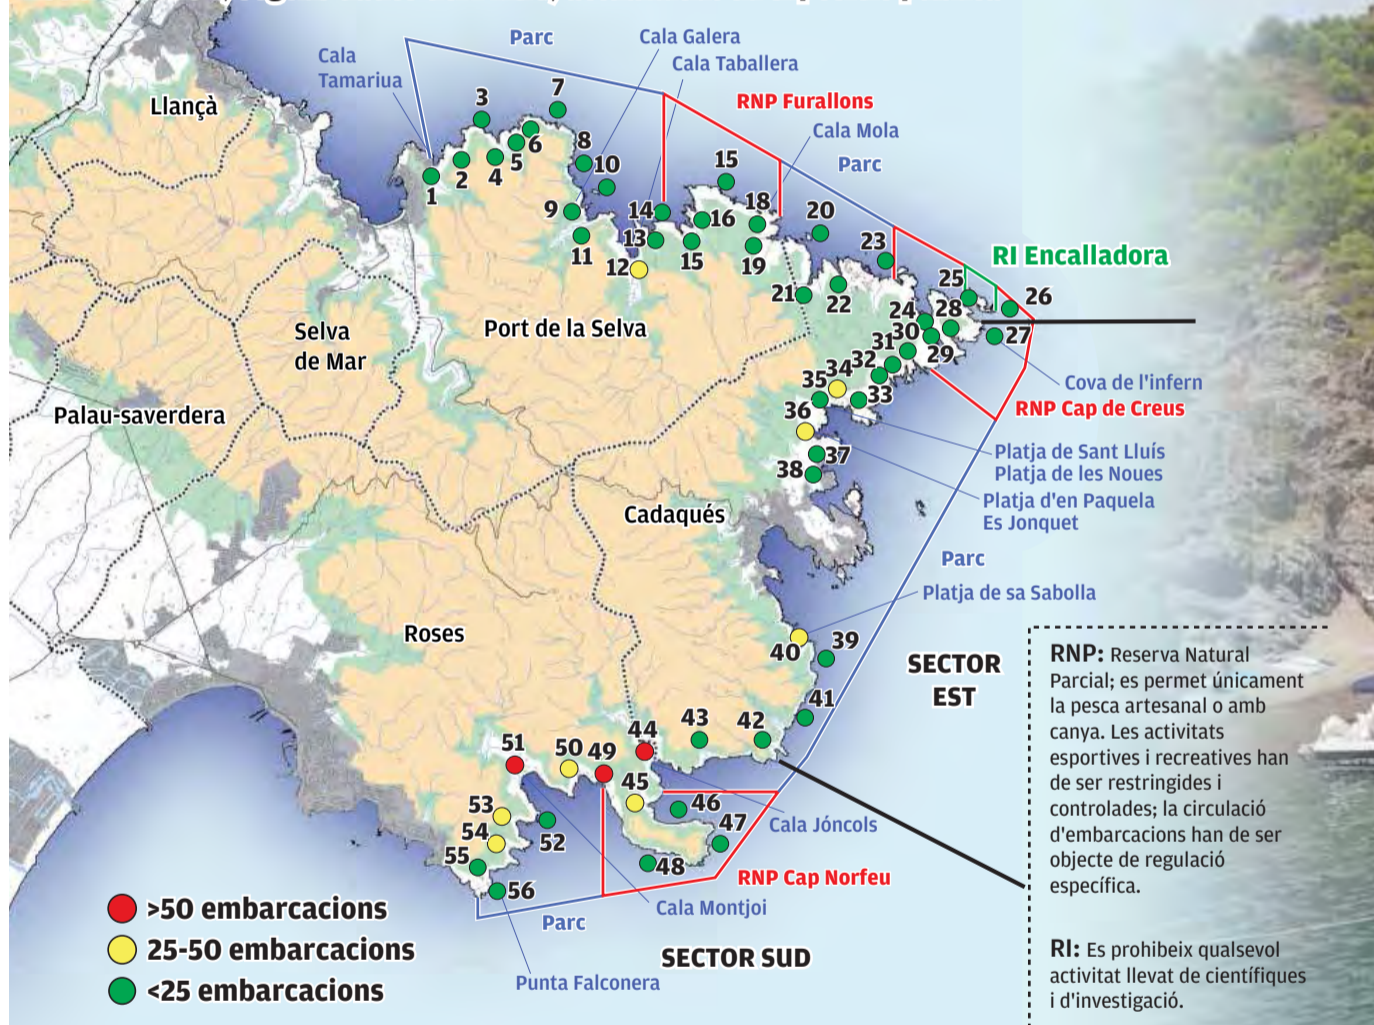 Parc
Cala Galera
Cala
Tamariua
Cala Taballera
Llançà
3
7
RNP Furallons
Cala Mola
6
5
8
Parc
2
4
10
15
1
9
14
16
18
20
11
13
15
19
23
12
RI Encalladora
21
22
25
26
Selva
de Mar
Port de la Selva
24
28
27
31
30
29
32
34
35
33
Cova de l'infern
Palau-saverdera
36
RNP Cap de Creus
37
38
Platja de Sant Lluís
Platja de les Noues
Platja d'en Paquela
Es Jonquet
Cadaqués
Parc
Platja de sa Sabolla
Roses
40
39
SECTOR
EST
41
42
43
44
51
50
49
45
46
47
53
52
Cala Jóncols
54
55
48
56
RNP Cap Norfeu
Cala Montjoi
Parc
SECTOR SUD
Punta Falconera
>50 embarcacions
25-50 embarcacions
<25 embarcacions
RNP: Reserva Natural
Parcial; es permet únicament
la pesca artesanal o amb
canya. Les activitats
esportives i recreatives han
de ser restringides i
controlades; la circulació
d'embarcacions han de ser
objecte de regulació
específica.
RI: Es prohibeix qualsevol
activitat llevat de científiques
i d'investigació.